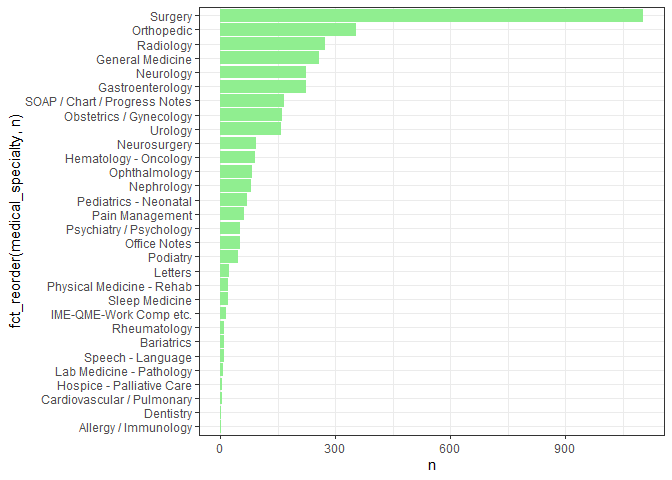 Surgery
Orthopedic
Radiology
General Medicine
Neurology
Gastroenterology
SOAP / Chart / Progress Notes
Obstetrics / Gynecology
Urology
Neurosurgery
Hematology - Oncology
Ophthalmology
Nephrology
Pediatrics - Neonatal
Pain Management
Psychiatry / Psychology
Office Notes
Podiatry
Letters
Physical Medicine - Rehab
Sleep Medicine
IME-QME-Work Comp etc.
Rheumatology
Bariatrics
Speech - Language
Lab Medicine - Pathology
Hospice - Palliative Care
Cardiovascular / Pulmonary
Dentistry
Allergy / Immunology
fct_reorder(medical_specialty, n)
0 300 600 900
n